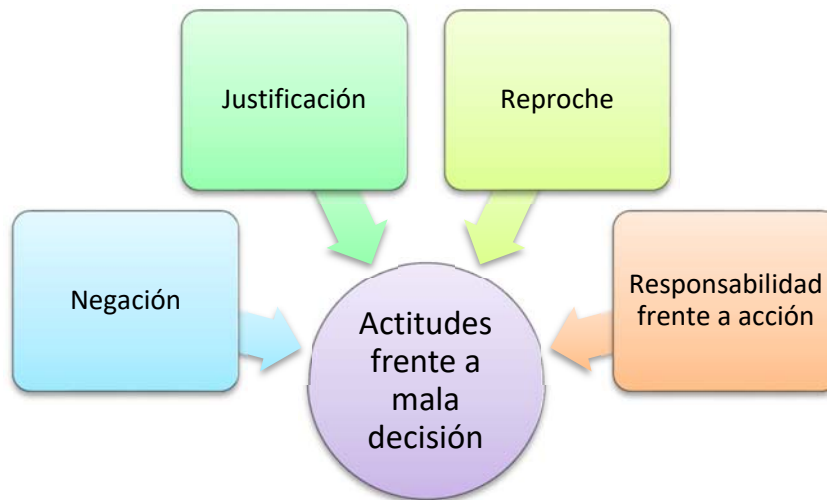 Justificación
Reproche
Negación
Responsabilidad
frente a acción
Actitudes
frente a
mala
decisión